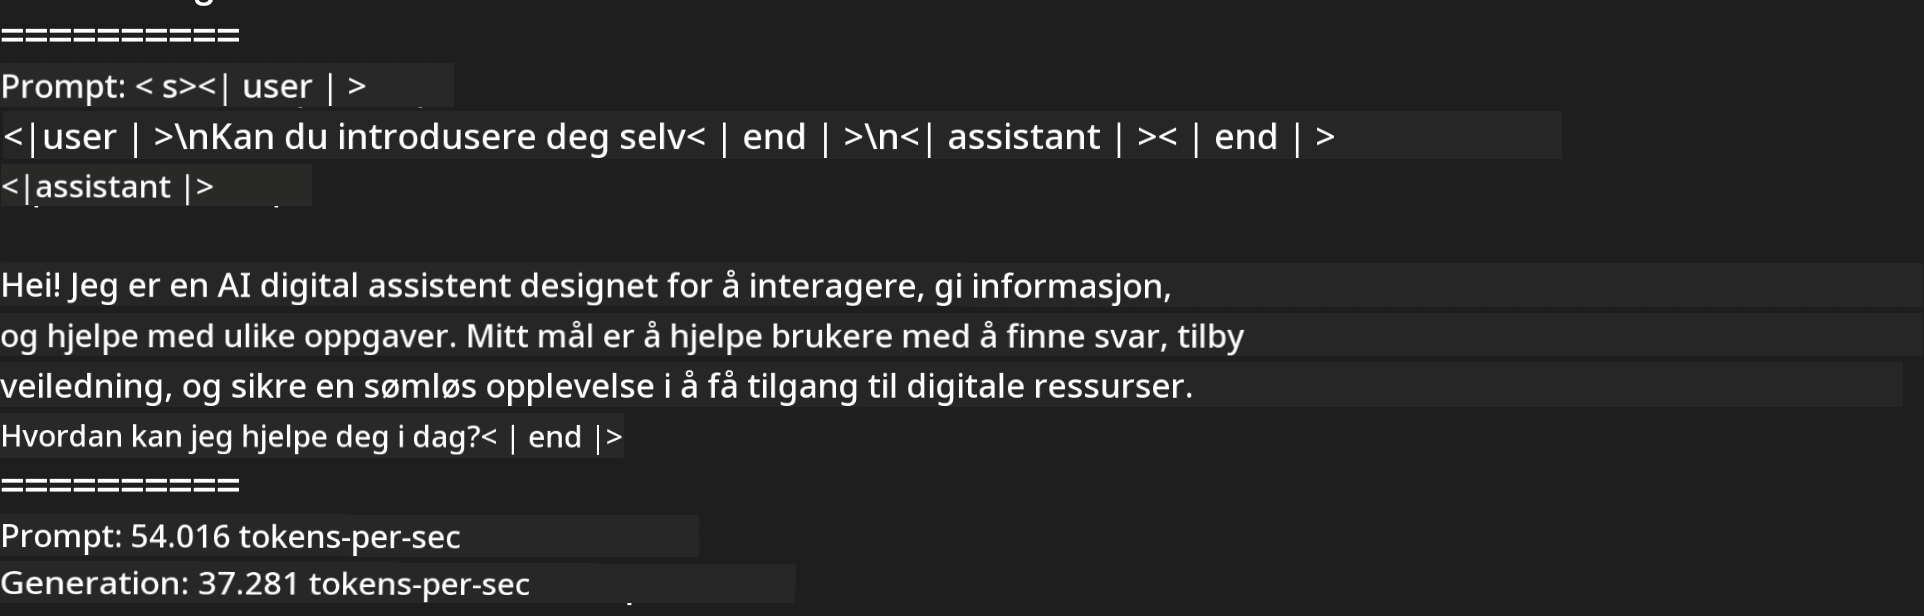 ==========
Prompt: < s><| user | >
<|user | >\nKan du introdusere deg selv< | end | >\n<| assistant | >< | end | >
<|assistant |>
Hei! Jeg er en AI digital assistent designet for å interagere, gi informasjon,
og hjelpe med ulike oppgaver. Mitt mål er å hjelpe brukere med å finne svar, tilby
veiledning, og sikre en sømløs opplevelse i å få tilgang til digitale ressurser.
Hvordan kan jeg hjelpe deg i dag?< | end |>
==========
Prompt: 54.016 tokens-per-sec
Generation: 37.281 tokens-per-sec